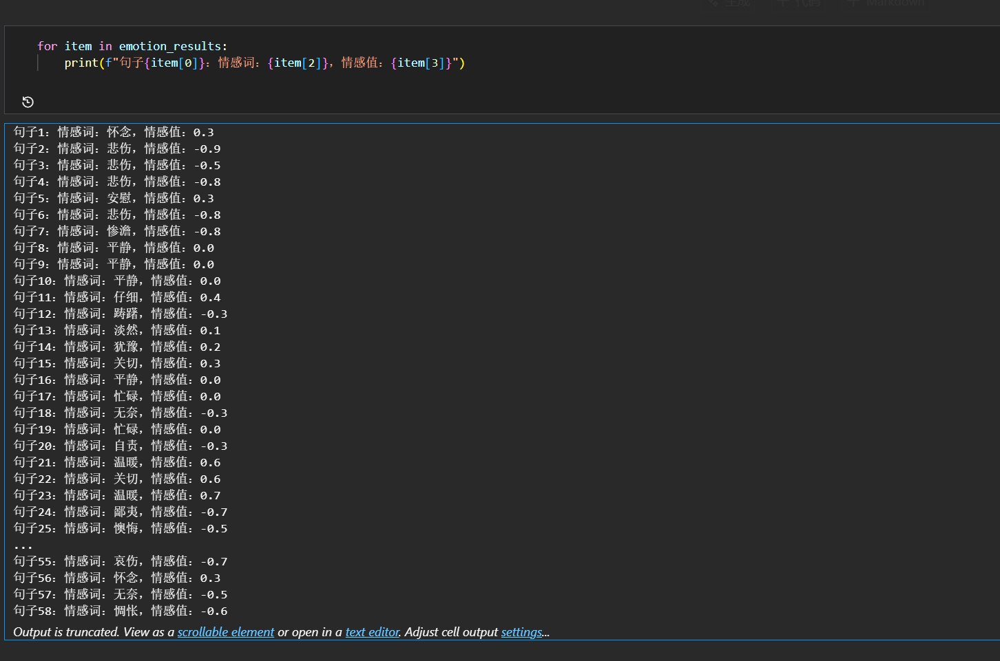 生成 + 代码 + Markdown
for item in emotion_results:
    print(f"句子{item[0]}: 情感词: {item[2]}, 情感值: {item[3]}")
句子1: 情感词: 怀念, 情感值: 0.3
句子2: 情感词: 悲伤, 情感值: -0.9
句子3: 情感词: 悲伤, 情感值: -0.5
句子4: 情感词: 悲伤, 情感值: -0.8
句子5: 情感词: 安慰, 情感值: 0.3
句子6: 情感词: 悲伤, 情感值: -0.8
句子7: 情感词: 惨澹, 情感值: -0.8
句子8: 情感词: 平静, 情感值: 0.0
句子9: 情感词: 平静, 情感值: 0.0
句子10: 情感词: 平静, 情感值: 0.0
句子11: 情感词: 仔细, 情感值: 0.4
句子12: 情感词: 踌躇, 情感值: -0.3
句子13: 情感词: 淡然, 情感值: 0.1
句子14: 情感词: 犹豫, 情感值: 0.2
句子15: 情感词: 关切, 情感值: 0.3
句子16: 情感词: 平静, 情感值: 0.0
句子17: 情感词: 忙碌, 情感值: 0.0
句子18: 情感词: 无奈, 情感值: -0.3
句子19: 情感词: 忙碌, 情感值: 0.0
句子20: 情感词: 自责, 情感值: -0.3
句子21: 情感词: 温暖, 情感值: 0.6
句子22: 情感词: 关切, 情感值: 0.6
句子23: 情感词: 温暖, 情感值: 0.7
句子24: 情感词: 鄙夷, 情感值: -0.7
句子25: 情感词: 懊悔, 情感值: -0.5
...
句子55: 情感词: 哀伤, 情感值: -0.7
句子56: 情感词: 怀念, 情感值: 0.3
句子57: 情感词: 无奈, 情感值: -0.5
句子58: 情感词: 惆怅, 情感值: -0.6
Output is truncated. View as a scrollable element or open in a text editor. Adjust cell output settings...